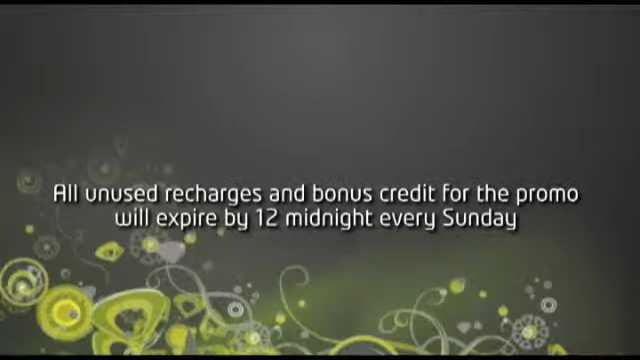 All unused recharges and bonus credit for the promo
will expire by 12 midnight every Sunday